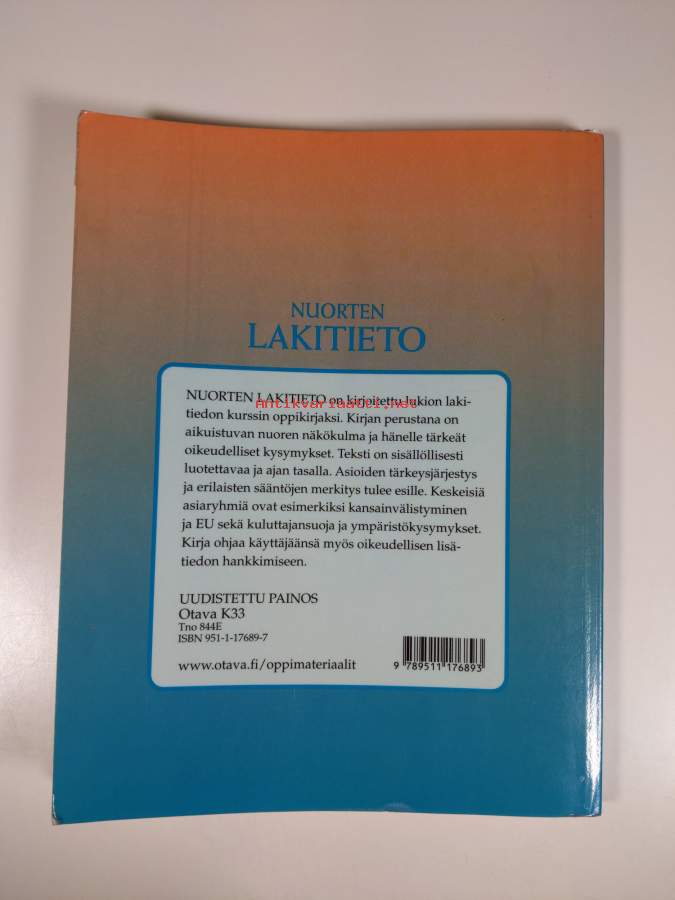 NUORTEN
LAKITIETO
NUORTEN LAKITIETO on kirjoitettu lukion laki-
Antikvariaatti.net
tiedon kurssin oppikirjaksi. Kirjan perustana on
aikuistuvan nuoren näkökulma ja hänelle tärkeät
oikeudelliset kysymykset. Teksti on sisällöllisesti
luotettavaa ja ajan tasalla. Asioiden tärkeysjärjestys
ja erilaisten sääntöjen merkitys tulee esille. Keskeisiä
asiaryhmiä ovat esimerkiksi kansainvälistyminen
ja EU sekä kuluttajansuoja ja ympäristökysymykset.
Kirja ohjaa käyttäjäänsä myös oikeudellisen lisä-
tiedon hankkimiseen.
UUDISTETTU PAINOS
Otava K33
Tno 844E
ISBN 951-1-17689-7
www.otava.fi/oppimateriaalit
9 789511 176893